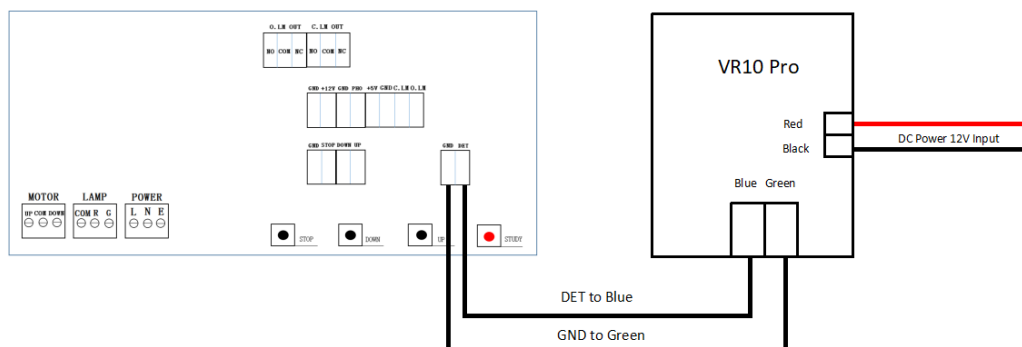 O.LM OUT C.LM OUT
NO COM NC NO COM NC
VR10 Pro
GND +12V GND PHO +5V GND C.LM O.LM
Red
DC Power 12V Input
Black
GND STOP DOWN UP
GND DET
Blue Green
MOTOR LAMP POWER
UP COM DOWN COM R G L N E
STOP DOWN UP STUDY
DET to Blue
GND to Green